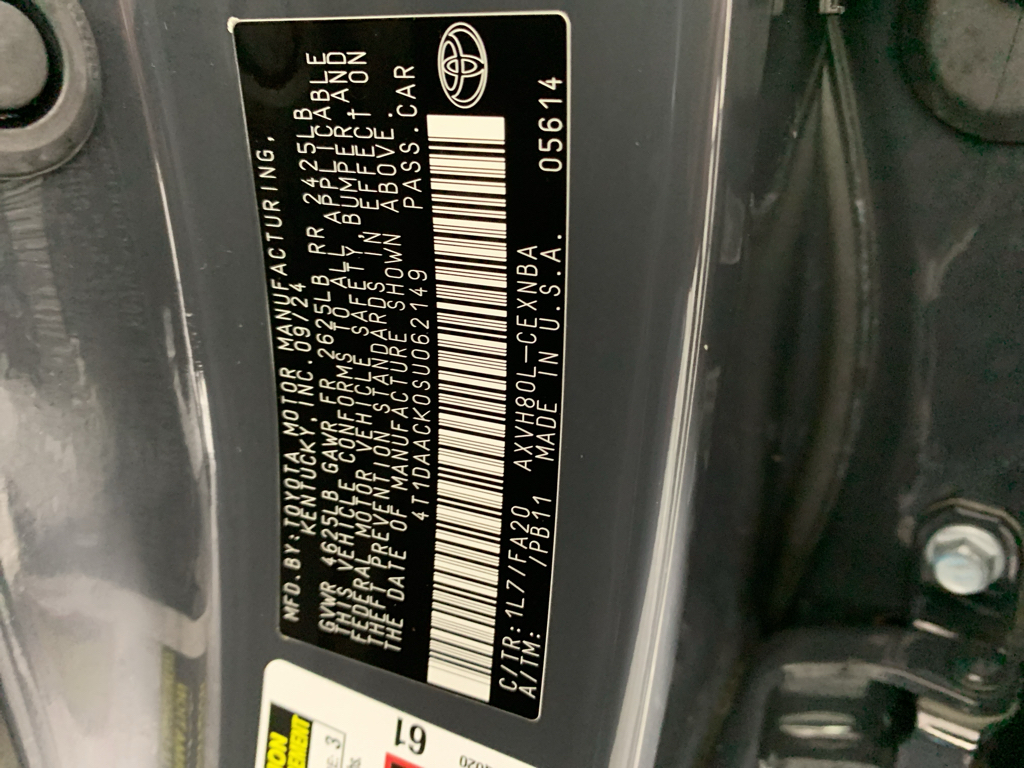 MFD.BY:TOYOTA MOTOR MANUFACTURING,
KENTUCKY, INC. 09/24
GVWR 4625LB GAWR FR 2625LB RR 2425LB
THIS VEHICLE CONFORMS TO ALL APPLICABLE
FEDERAL MOTOR VEHICLE SAFETY, BUMPER, AND
THEFT PREVENTION STANDARDS IN EFFECT ON
THE DATE OF MANUFACTURE SHOWN ABOVE.
4T1DAACK0SU062149 PASS.CAR
C/TR:1L7/FA20 AXVH80L-CEXNBA
A/TM: /PB11 MADE IN U.S.A. 05614
61
2020